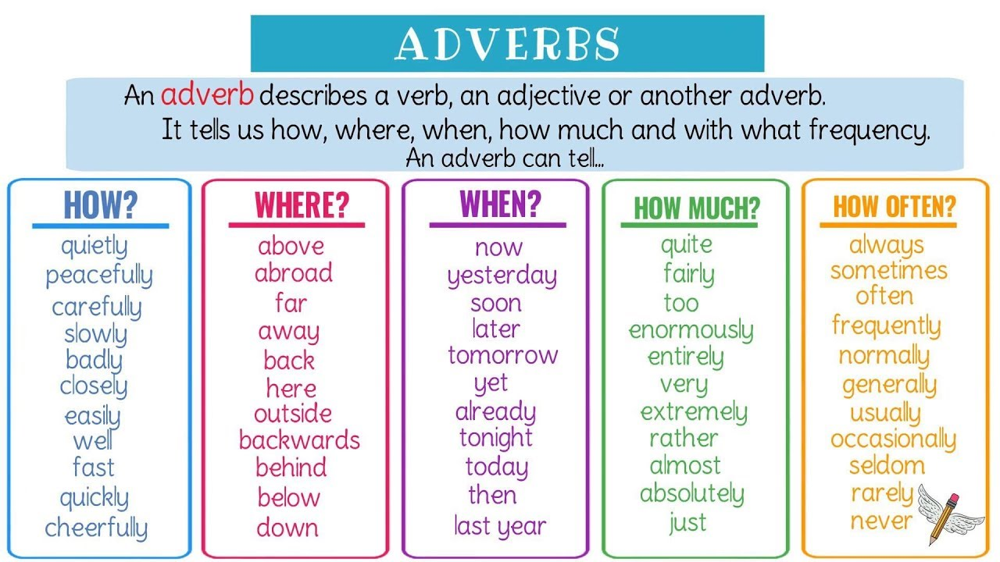 ADVERBS
An adverb describes a verb, an adjective or another adverb.
It tells us how, where, when, how much and with what frequency.
An adverb can tell...
HOW?
quietly
peacefully
carefully
slowly
badly
closely
easily
well
fast
quickly
cheerfully
WHERE?
above
abroad
far
away
back
here
outside
backwards
behind
below
down
WHEN?
now
yesterday
soon
later
tomorrow
yet
already
tonight
today
then
last year
HOW MUCH?
quite
fairly
too
enormously
entirely
very
extremely
rather
almost
absolutely
just
HOW OFTEN?
always
sometimes
often
frequently
normally
generally
usually
occasionally
seldom
rarely
never